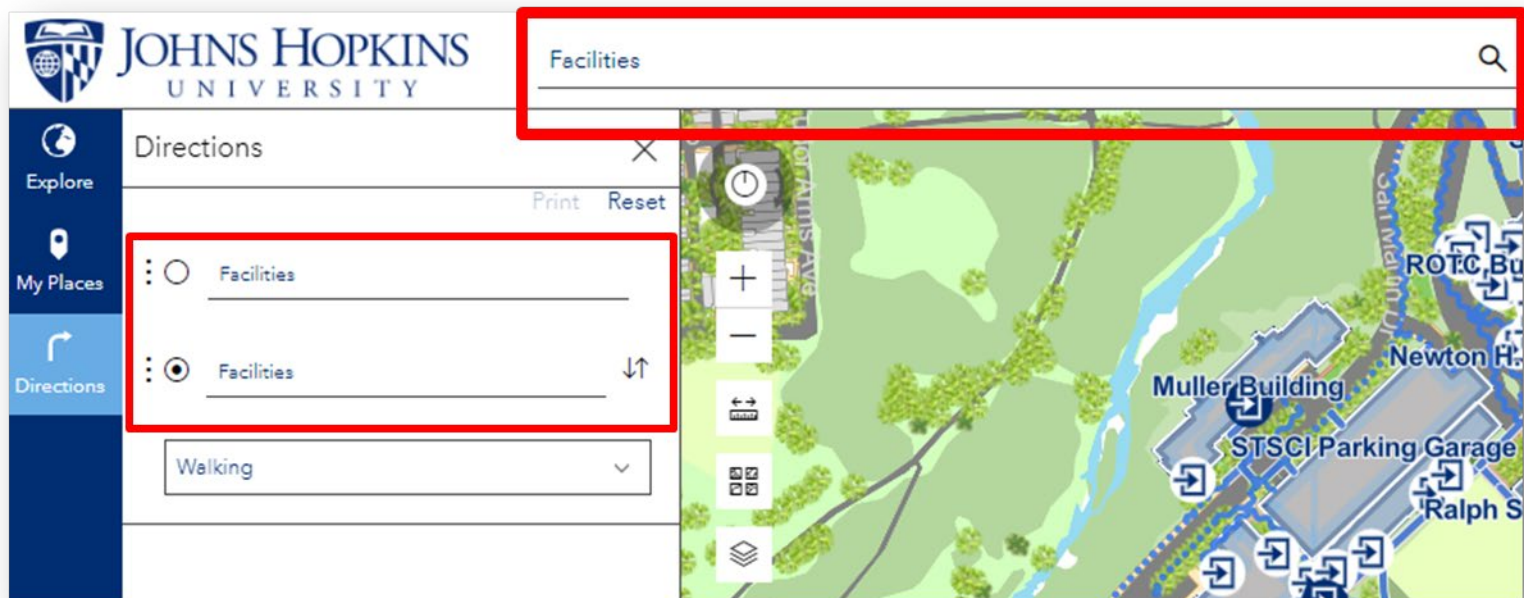 JOHNS HOPKINS
UNIVERSITY
Facilities
Explore
My Places
Directions
Directions
Print Reset
Facilities
Facilities
Walking
ROTC Bu
Newton H.
Muller Building
STSCI Parking Garage
Ralph S